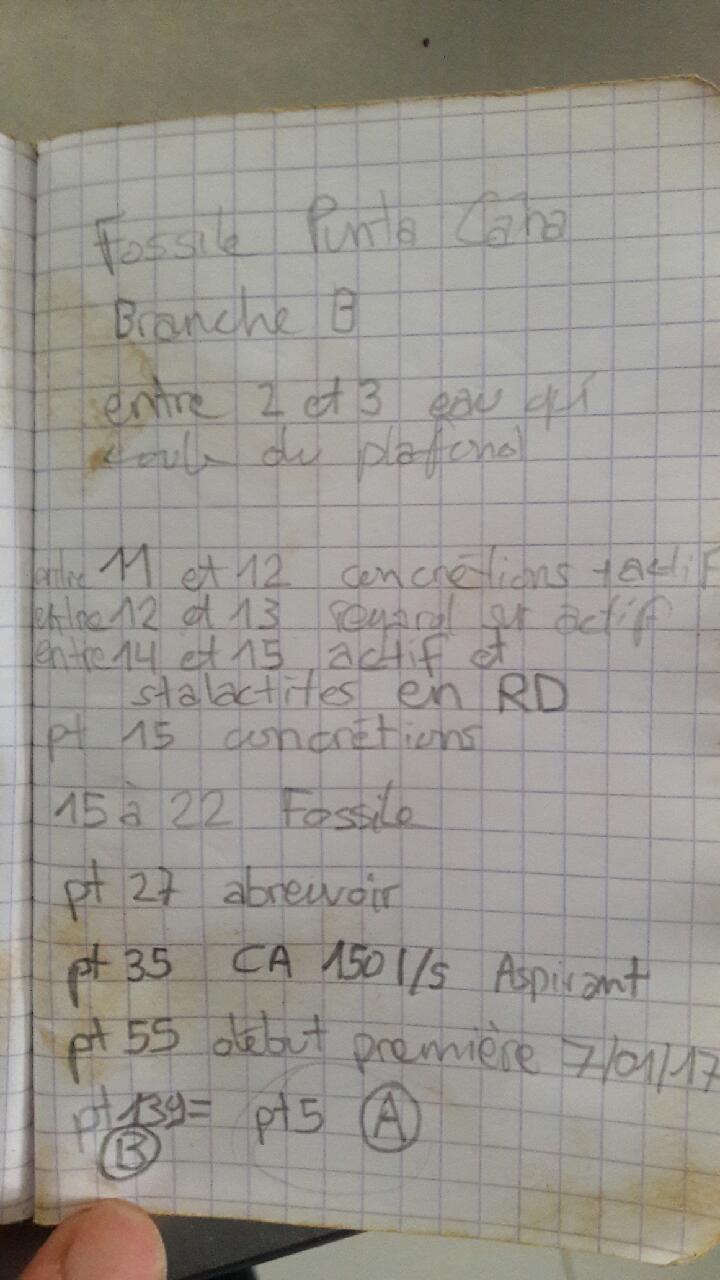 Fossile Punta Cana
Branche B
entre 2 et 3 eau qui
coule du plafond
entre 11 et 12 concrétions + actif
entre 12 et 13 regard sur actif
entre 14 et 15 actif et
stalactites en RD
pt 15 concrétions
15 à 22 Fossile
pt 27 abreuvoir
pt 35 CA 150 l/s Aspirant
pt 55 début première 7/01/17
pt 139 = pt 5 A
B